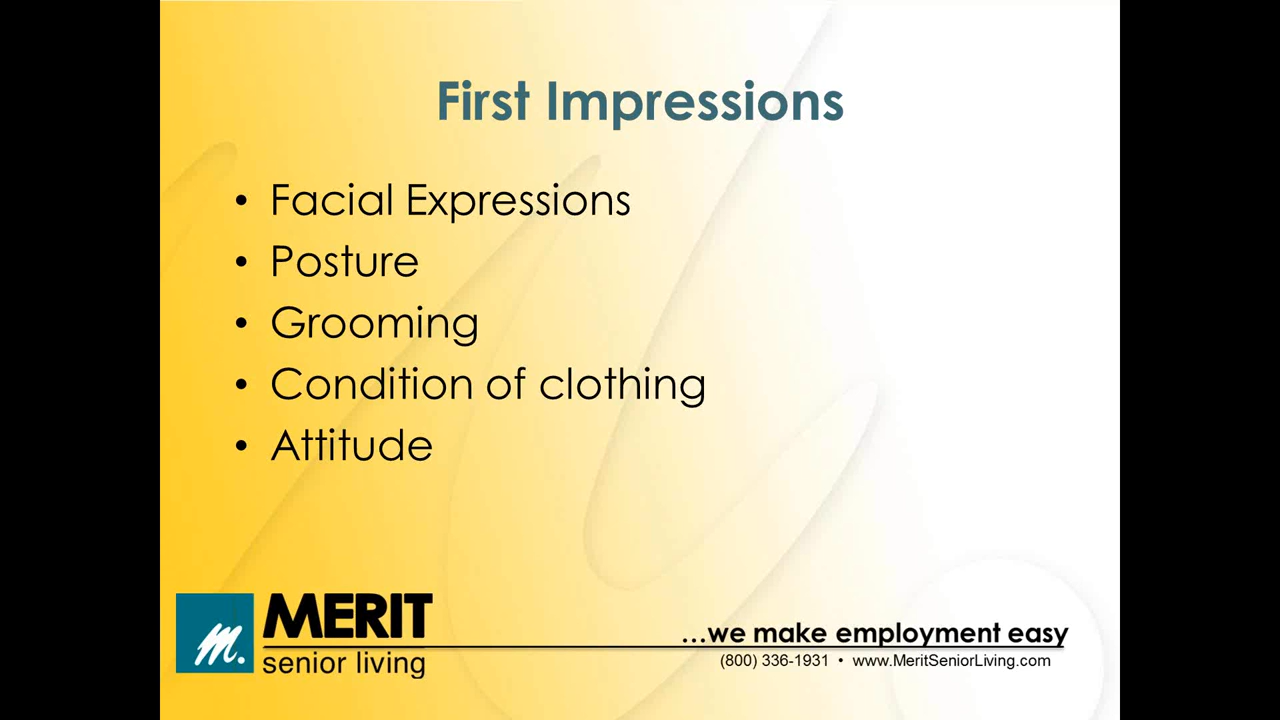 First Impressions
• Facial Expressions
• Posture
• Grooming
• Condition of clothing
• Attitude
m.
MERIT
senior living
...we make employment easy
(800) 336-1931 • www.MeritSeniorLiving.com